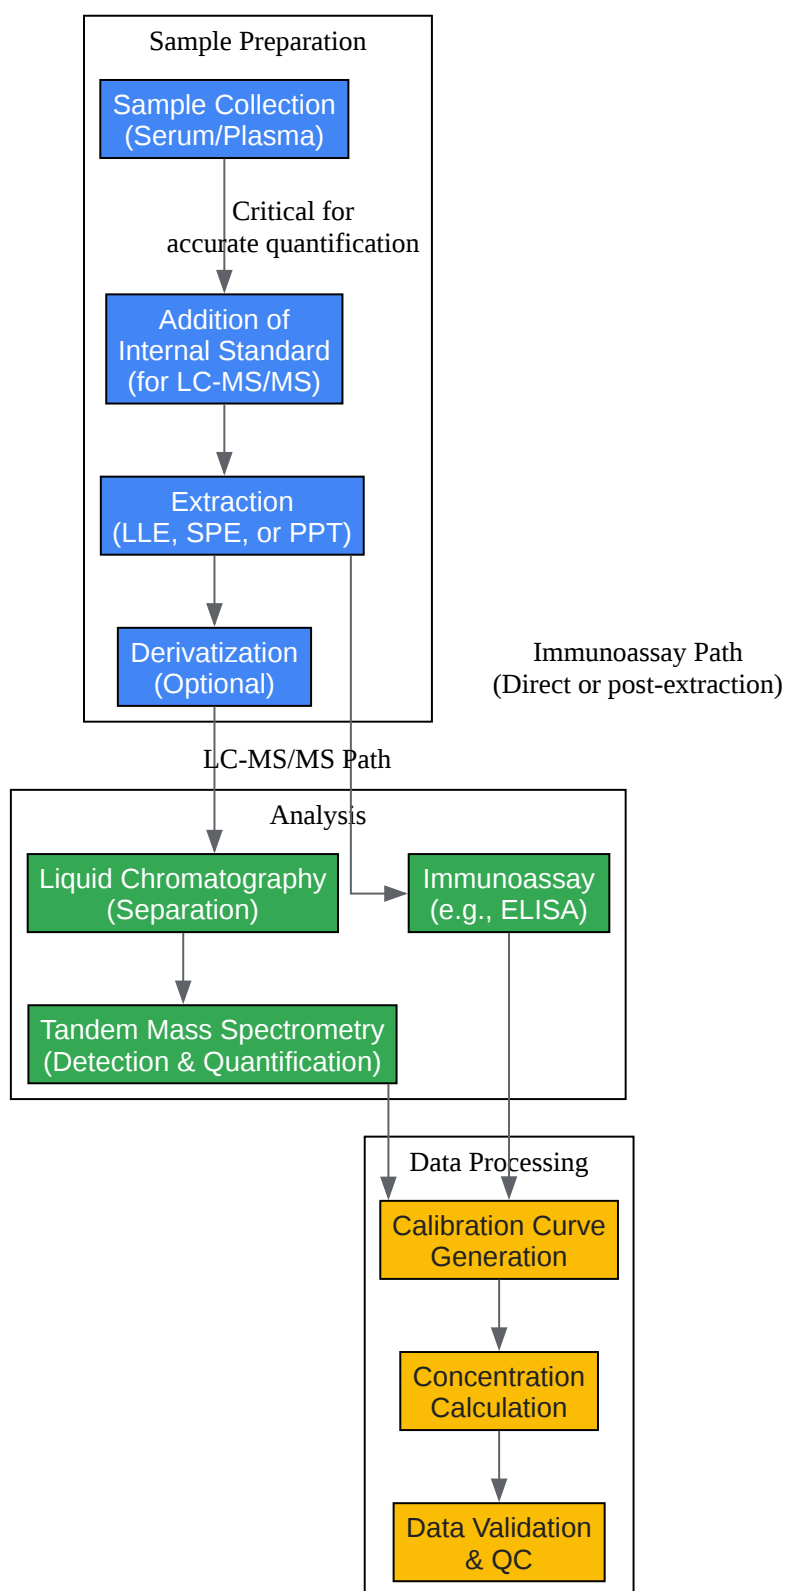 Sample Preparation
Sample Collection
(Serum/Plasma)
Critical for
accurate quantification
Addition of
Internal Standard
(for LC-MS/MS)
Extraction
(LLE, SPE, or PPT)
Derivatization
(Optional)
Immunoassay Path
(Direct or post-extraction)
LC-MS/MS Path
Analysis
Liquid Chromatography
(Separation)
Immunoassay
(e.g., ELISA)
Tandem Mass Spectrometry
(Detection & Quantification)
Data Processing
Calibration Curve
Generation
Concentration
Calculation
Data Validation
& QC